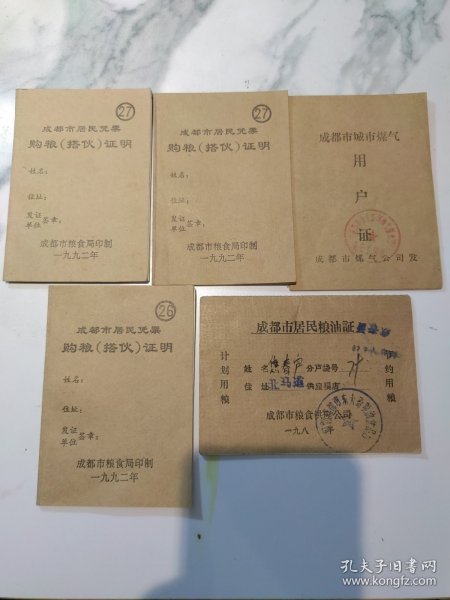 27
成都市居民凭票
购粮（搭伙）证明
姓名：
住址：
发证
单位 签章：
成都市粮食局印制
一九九二年
27
成都市居民凭票
购粮（搭伙）证明
姓名：
住址：
发证
单位 签章：
成都市粮食局印制
一九九二年
成都市城市煤气
用
户
证
成都市煤气公司发
26
成都市居民凭票
购粮（搭伙）证明
姓名：
住址：
发证
单位 签章：
成都市粮食局印制
一九九二年
成都市居民粮油证
计划用粮
姓名
分户袋号
住址
供应粮店
约用粮
成都市粮食供应公司
一九八 年
孔夫子旧书网
www.kongfz.com